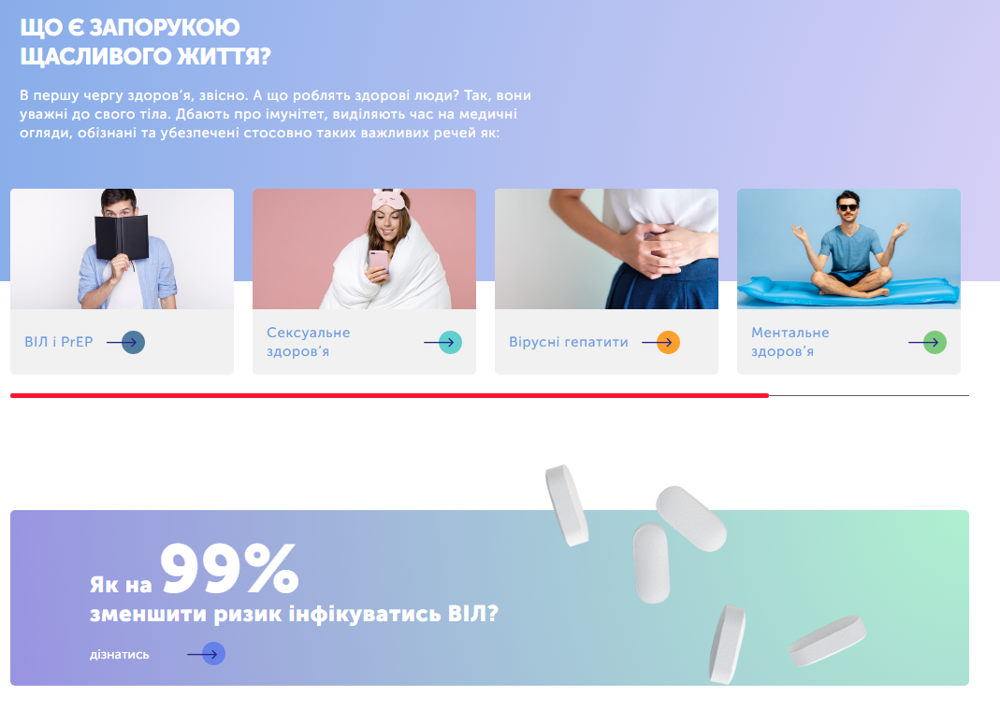 ЩО Є ЗАПОРУКОЮ
ЩАСЛИВОГО ЖИТТЯ?
В першу чергу здоров’я, звісно. А що роблять здорові люди? Так, вони
уважні до свого тіла. Дбають про імунітет, виділяють час на медичні
огляди, обізнані та убезпечені стосовно таких важливих речей як:
ВІЛ і PrEP
Сексуальне
здоров’я
Вірусні гепатити
Ментальне
здоров’я
Як на 99%
зменшити ризик інфікуватись ВІЛ?
дізнатись